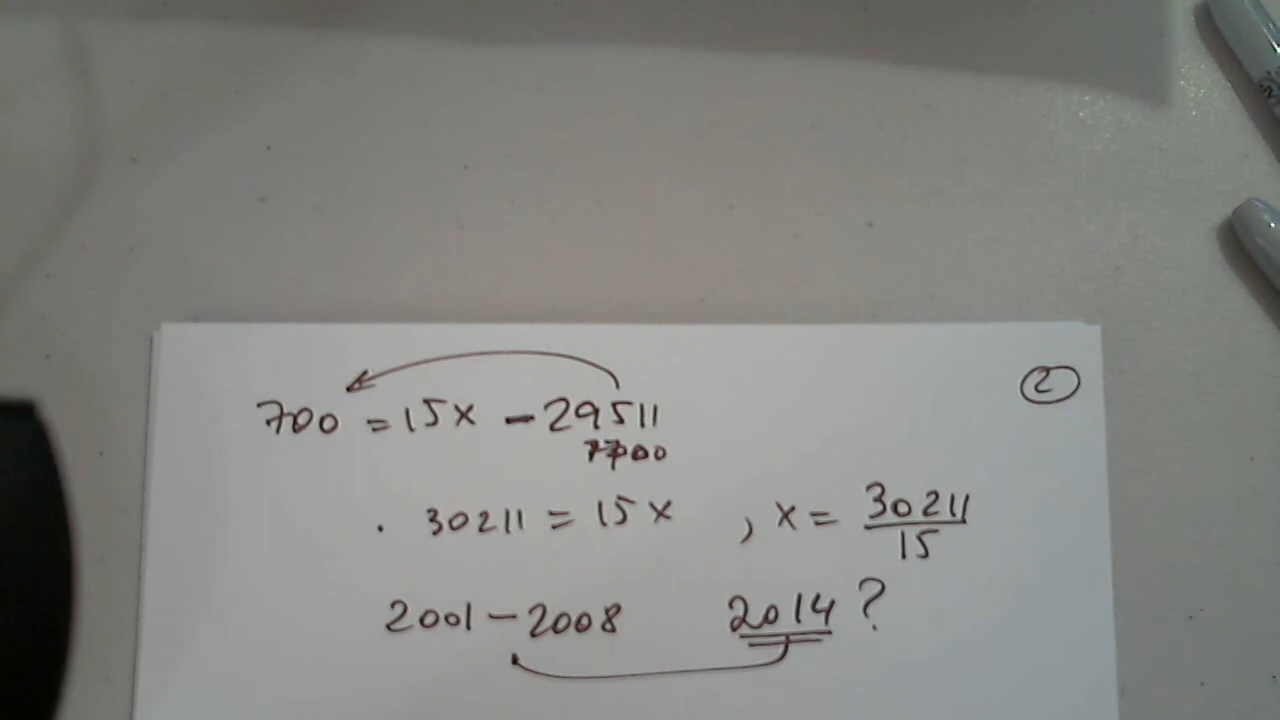 2
700 = 15x - 29511
7700
. 30211 = 15x , x = 30211/15
2001 - 2008 2014 ?